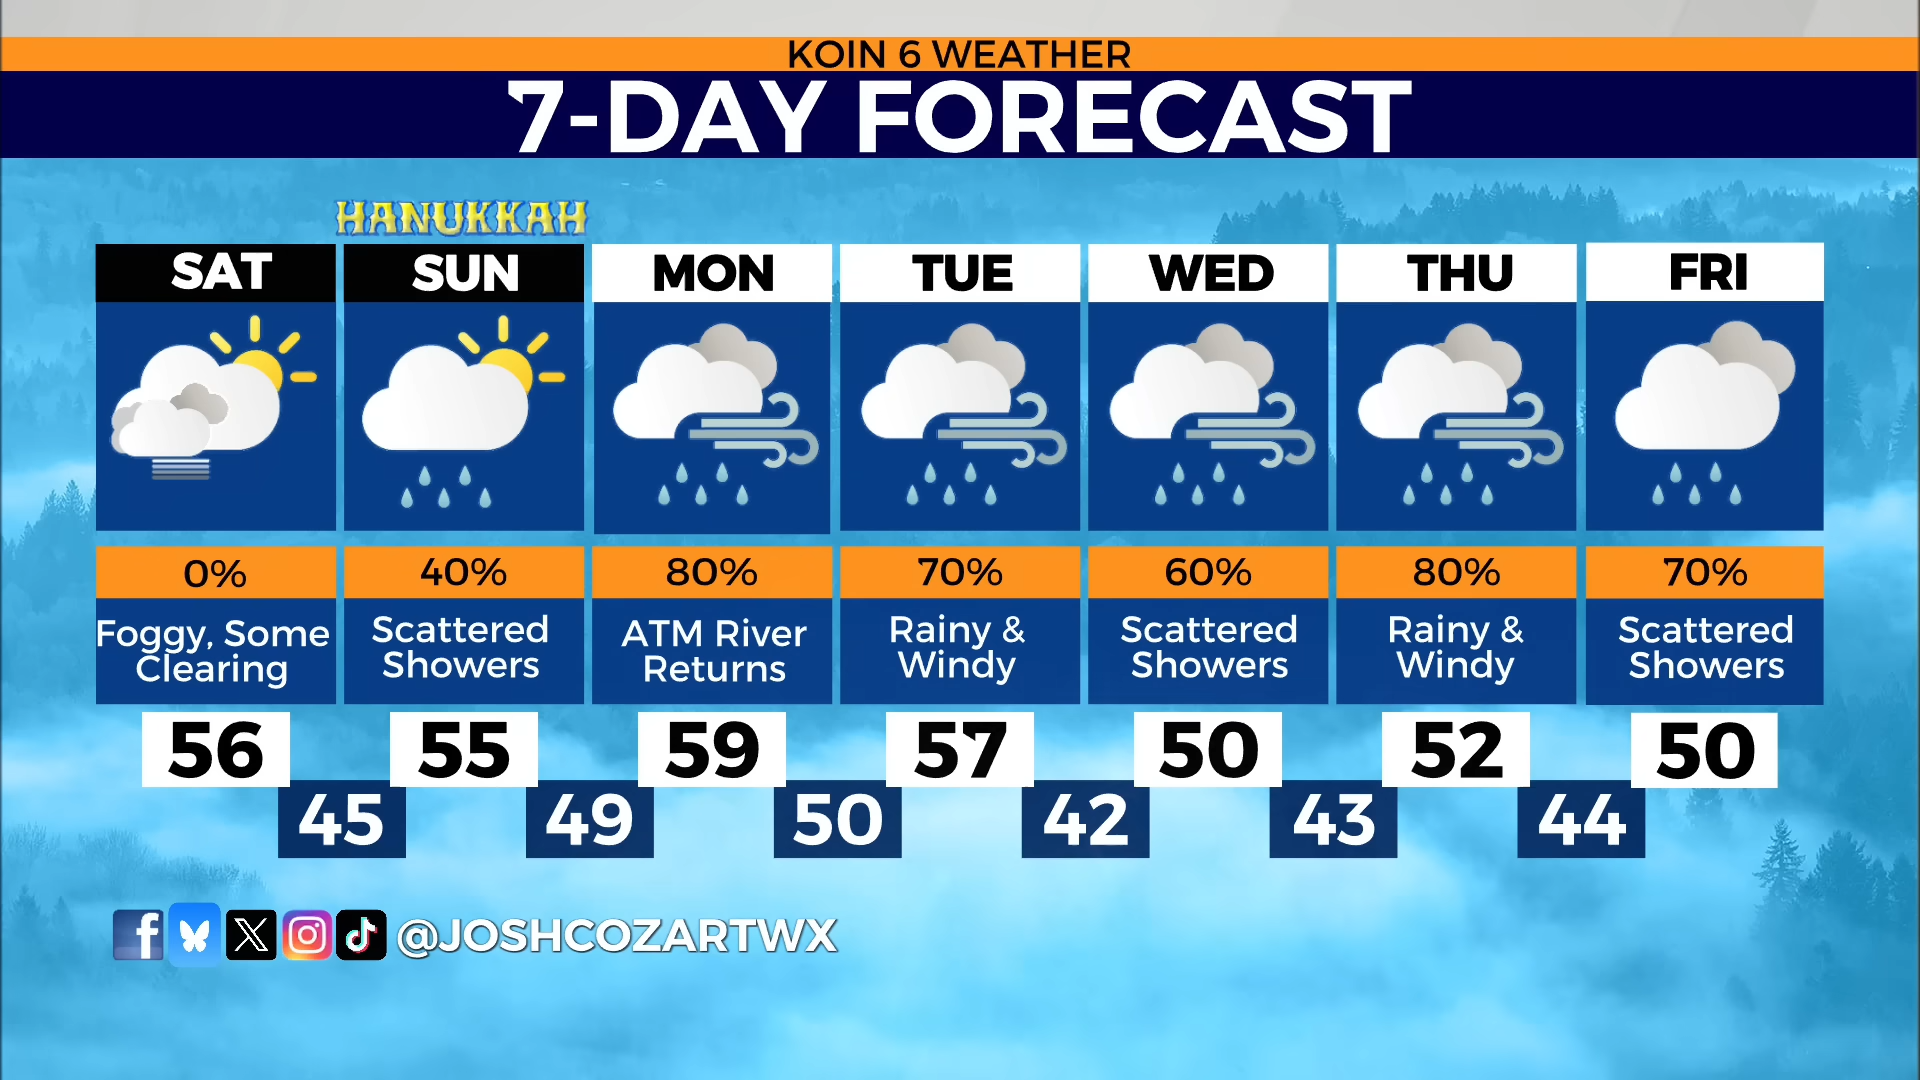 KOIN 6 WEATHER
7-DAY FORECAST
HANUKKAH
SAT SUN MON TUE WED THU FRI
0% 40% 80% 70% 60% 80% 70%
Foggy, Some Scattered ATM River Rainy & Scattered Rainy & Scattered
Clearing Showers Returns Windy Showers Windy Showers
56 55 59 57 50 52 50
45 49 50 42 43 44
@JOSHCOZARTWX